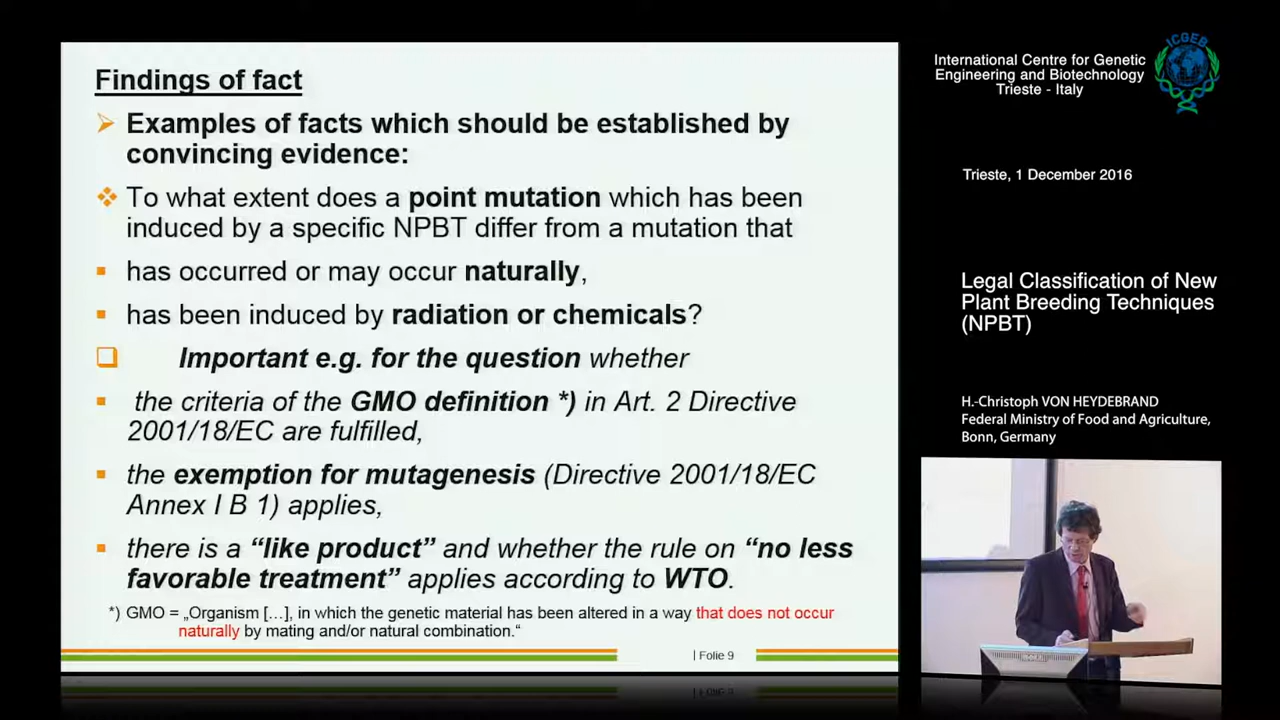 Findings of fact
Examples of facts which should be established by
convincing evidence:
To what extent does a point mutation which has been
induced by a specific NPBT differ from a mutation that
has occurred or may occur naturally,
has been induced by radiation or chemicals?
Important e.g. for the question whether
the criteria of the GMO definition *) in Art. 2 Directive
2001/18/EC are fulfilled,
the exemption for mutagenesis (Directive 2001/18/EC
Annex I B 1) applies,
there is a “like product” and whether the rule on “no less
favorable treatment” applies according to WTO.
*) GMO = „Organism […], in which the genetic material has been altered in a way that does not occur
naturally by mating and/or natural combination.“
| Folie 9
International Centre for Genetic
Engineering and Biotechnology
Trieste - Italy
ICGEB
Trieste, 1 December 2016
Legal Classification of New
Plant Breeding Techniques
(NPBT)
H.-Christoph VON HEYDEBRAND
Federal Ministry of Food and Agriculture,
Bonn, Germany